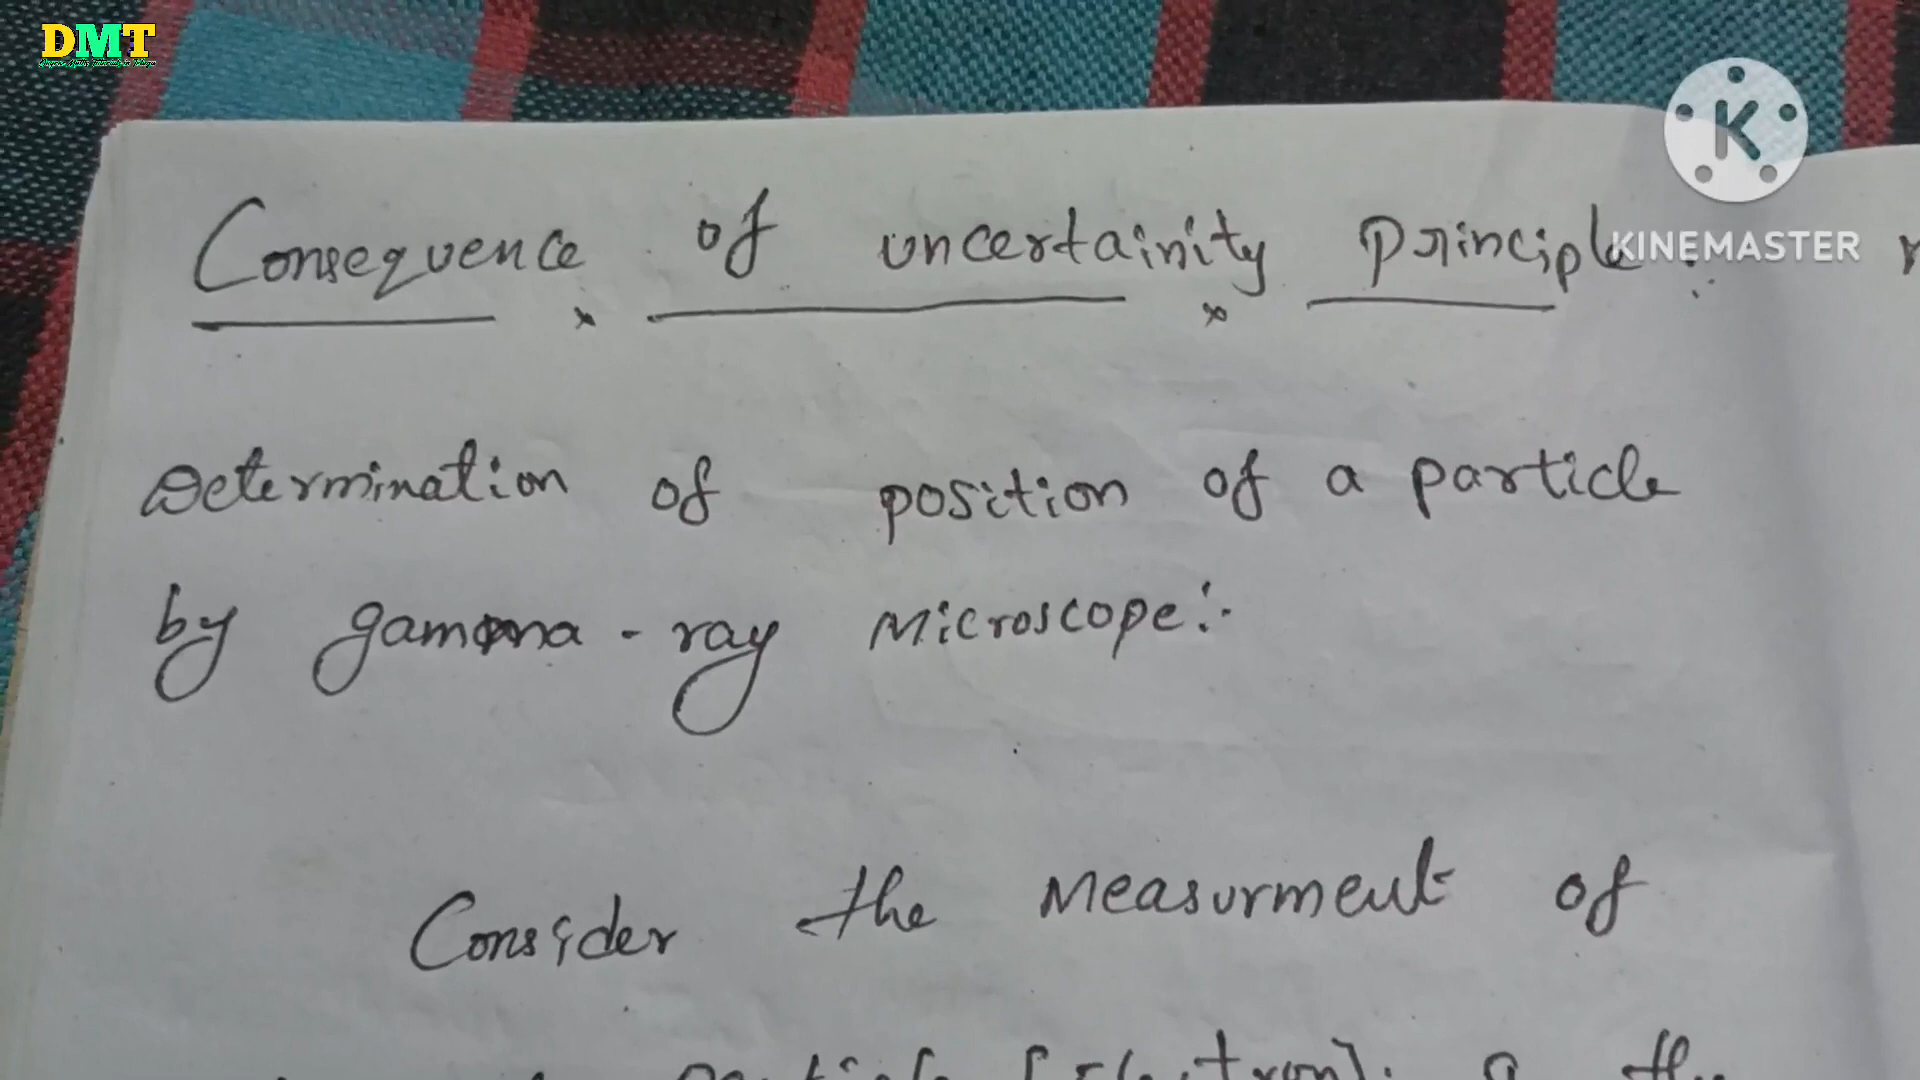 DMT
KINEMASTER
Consequence of uncertainity principle :
Determination of position of a particle
by gamma-ray Microscope:-
Consider the Measurment of